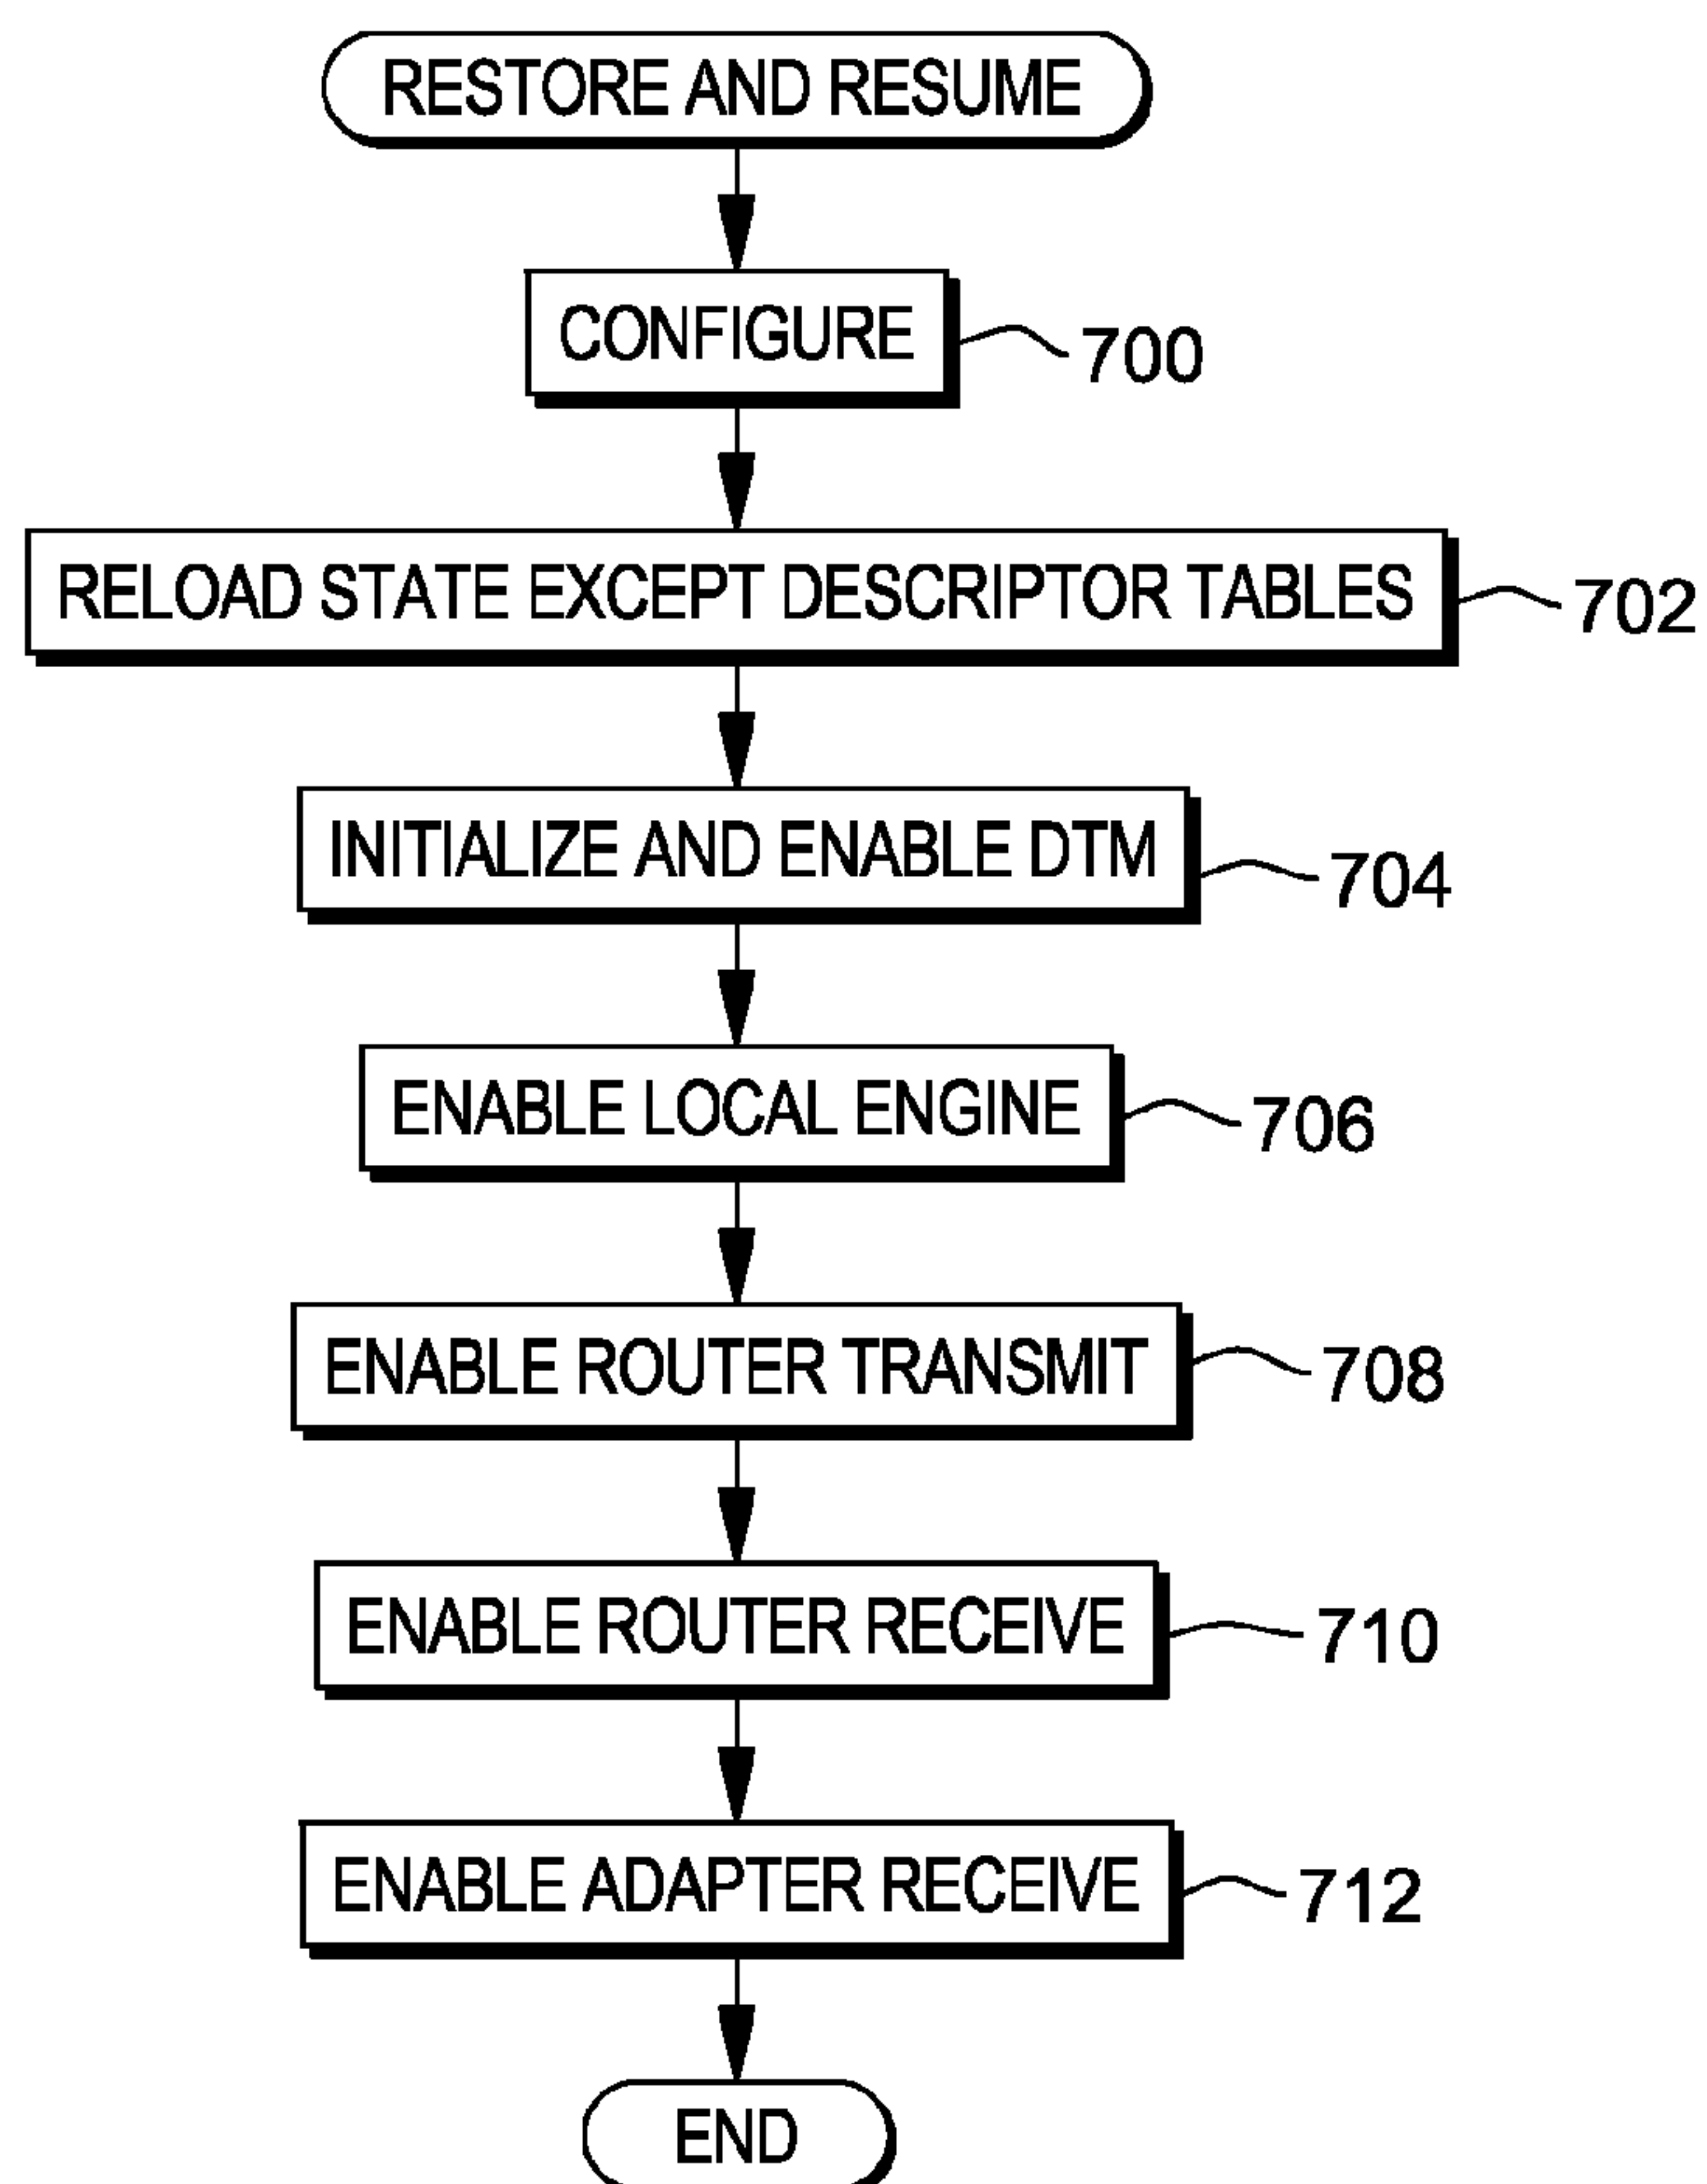 RESTORE AND RESUME
CONFIGURE
700
RELOAD STATE EXCEPT DESCRIPTOR TABLES
702
INITIALIZE AND ENABLE DTM
704
ENABLE LOCAL ENGINE
706
ENABLE ROUTER TRANSMIT
708
ENABLE ROUTER RECEIVE
710
ENABLE ADAPTER RECEIVE
712
END